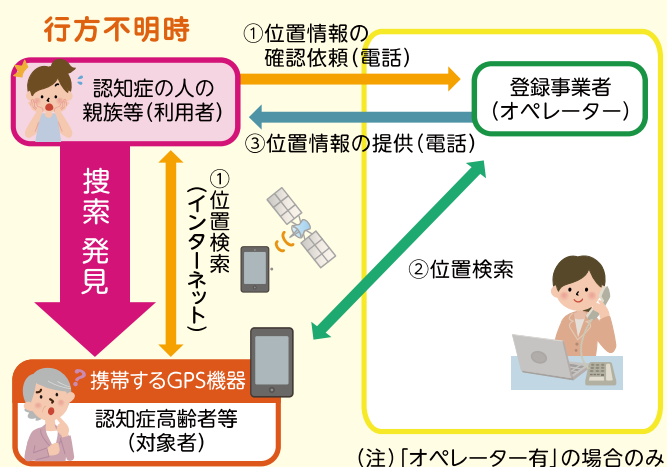 行方不明時
①位置情報の
確認依頼(電話)
認知症の人の
親族等(利用者)
登録事業者
(オペレーター)
③位置情報の提供(電話)
捜索発見
①位置検索
(インターネット)
②位置検索
?
携帯するGPS機器
認知症高齢者等
(対象者)
(注)「オペレーター有」の場合のみ